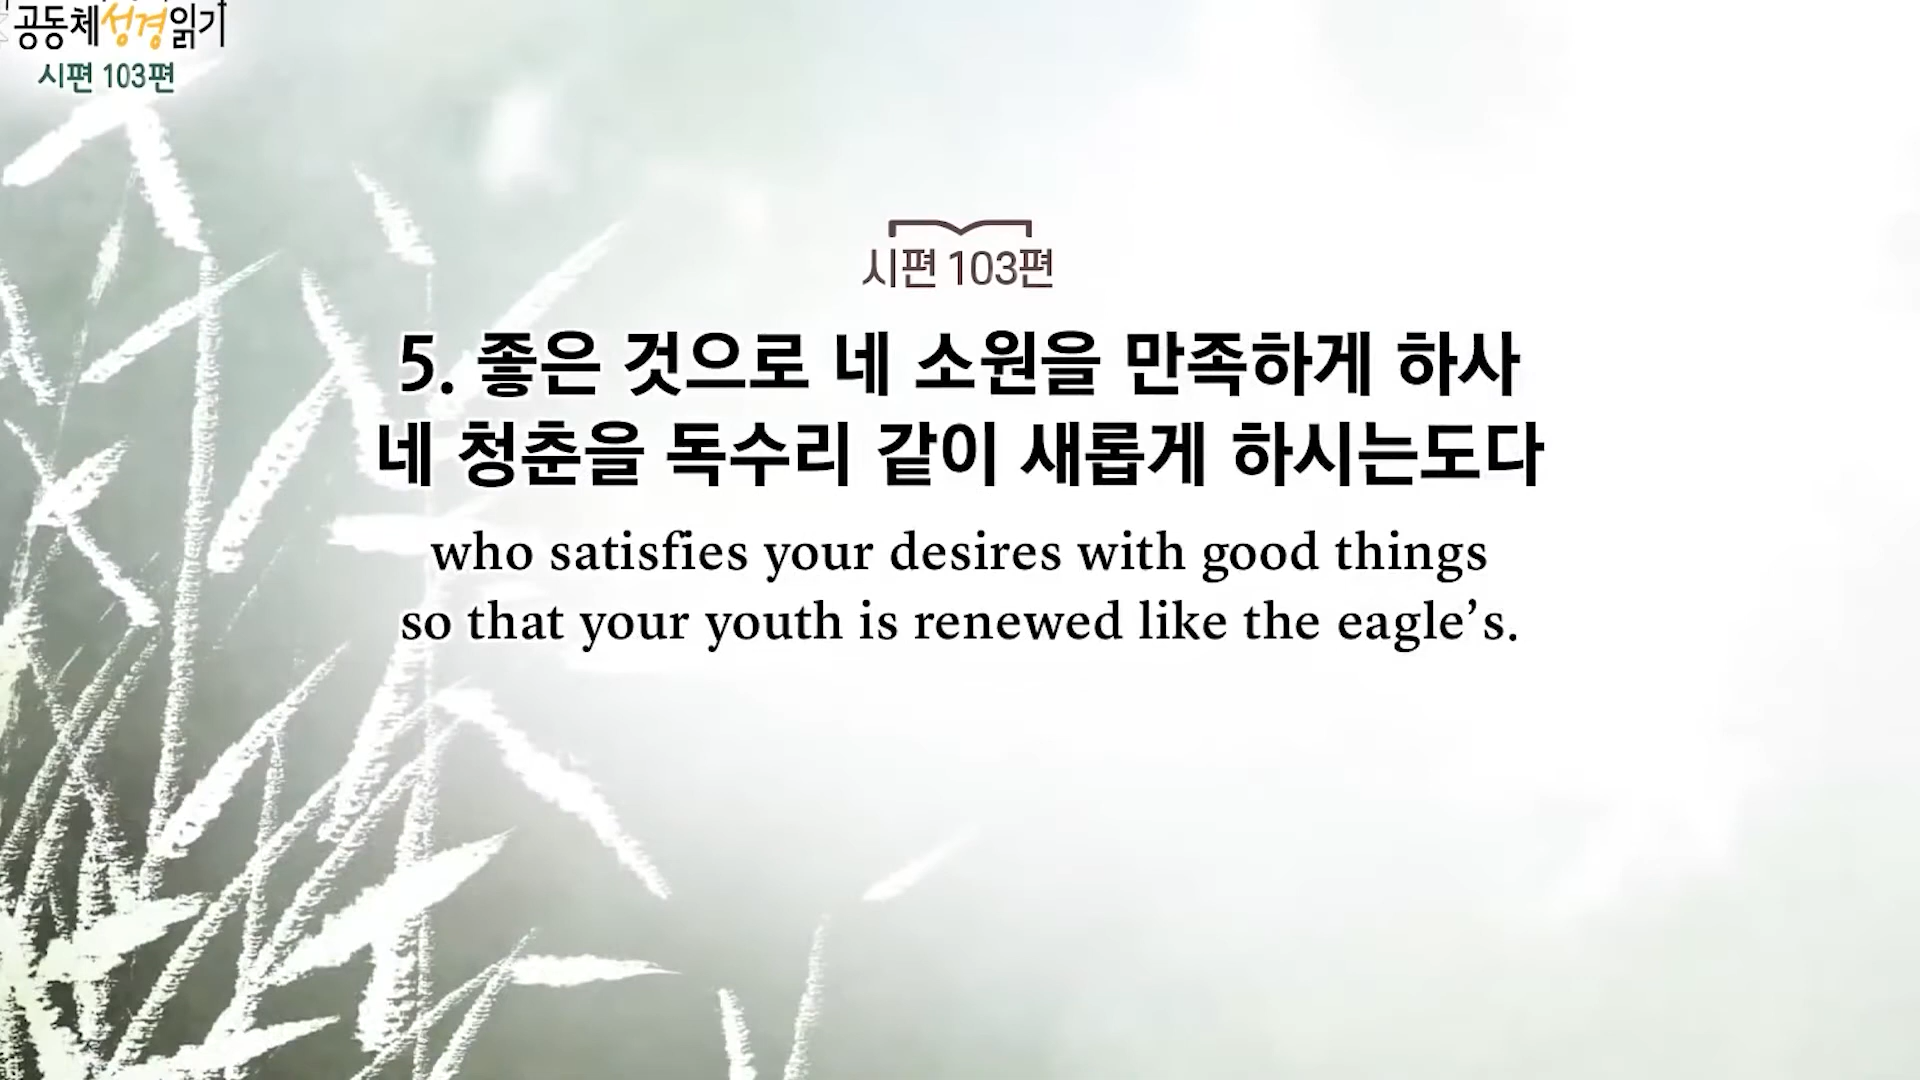 공동체성경읽기
시편 103편
시편 103편
5. 좋은 것으로 네 소원을 만족하게 하사
네 청춘을 독수리 같이 새롭게 하시는도다
who satisfies your desires with good things
so that your youth is renewed like the eagle’s.